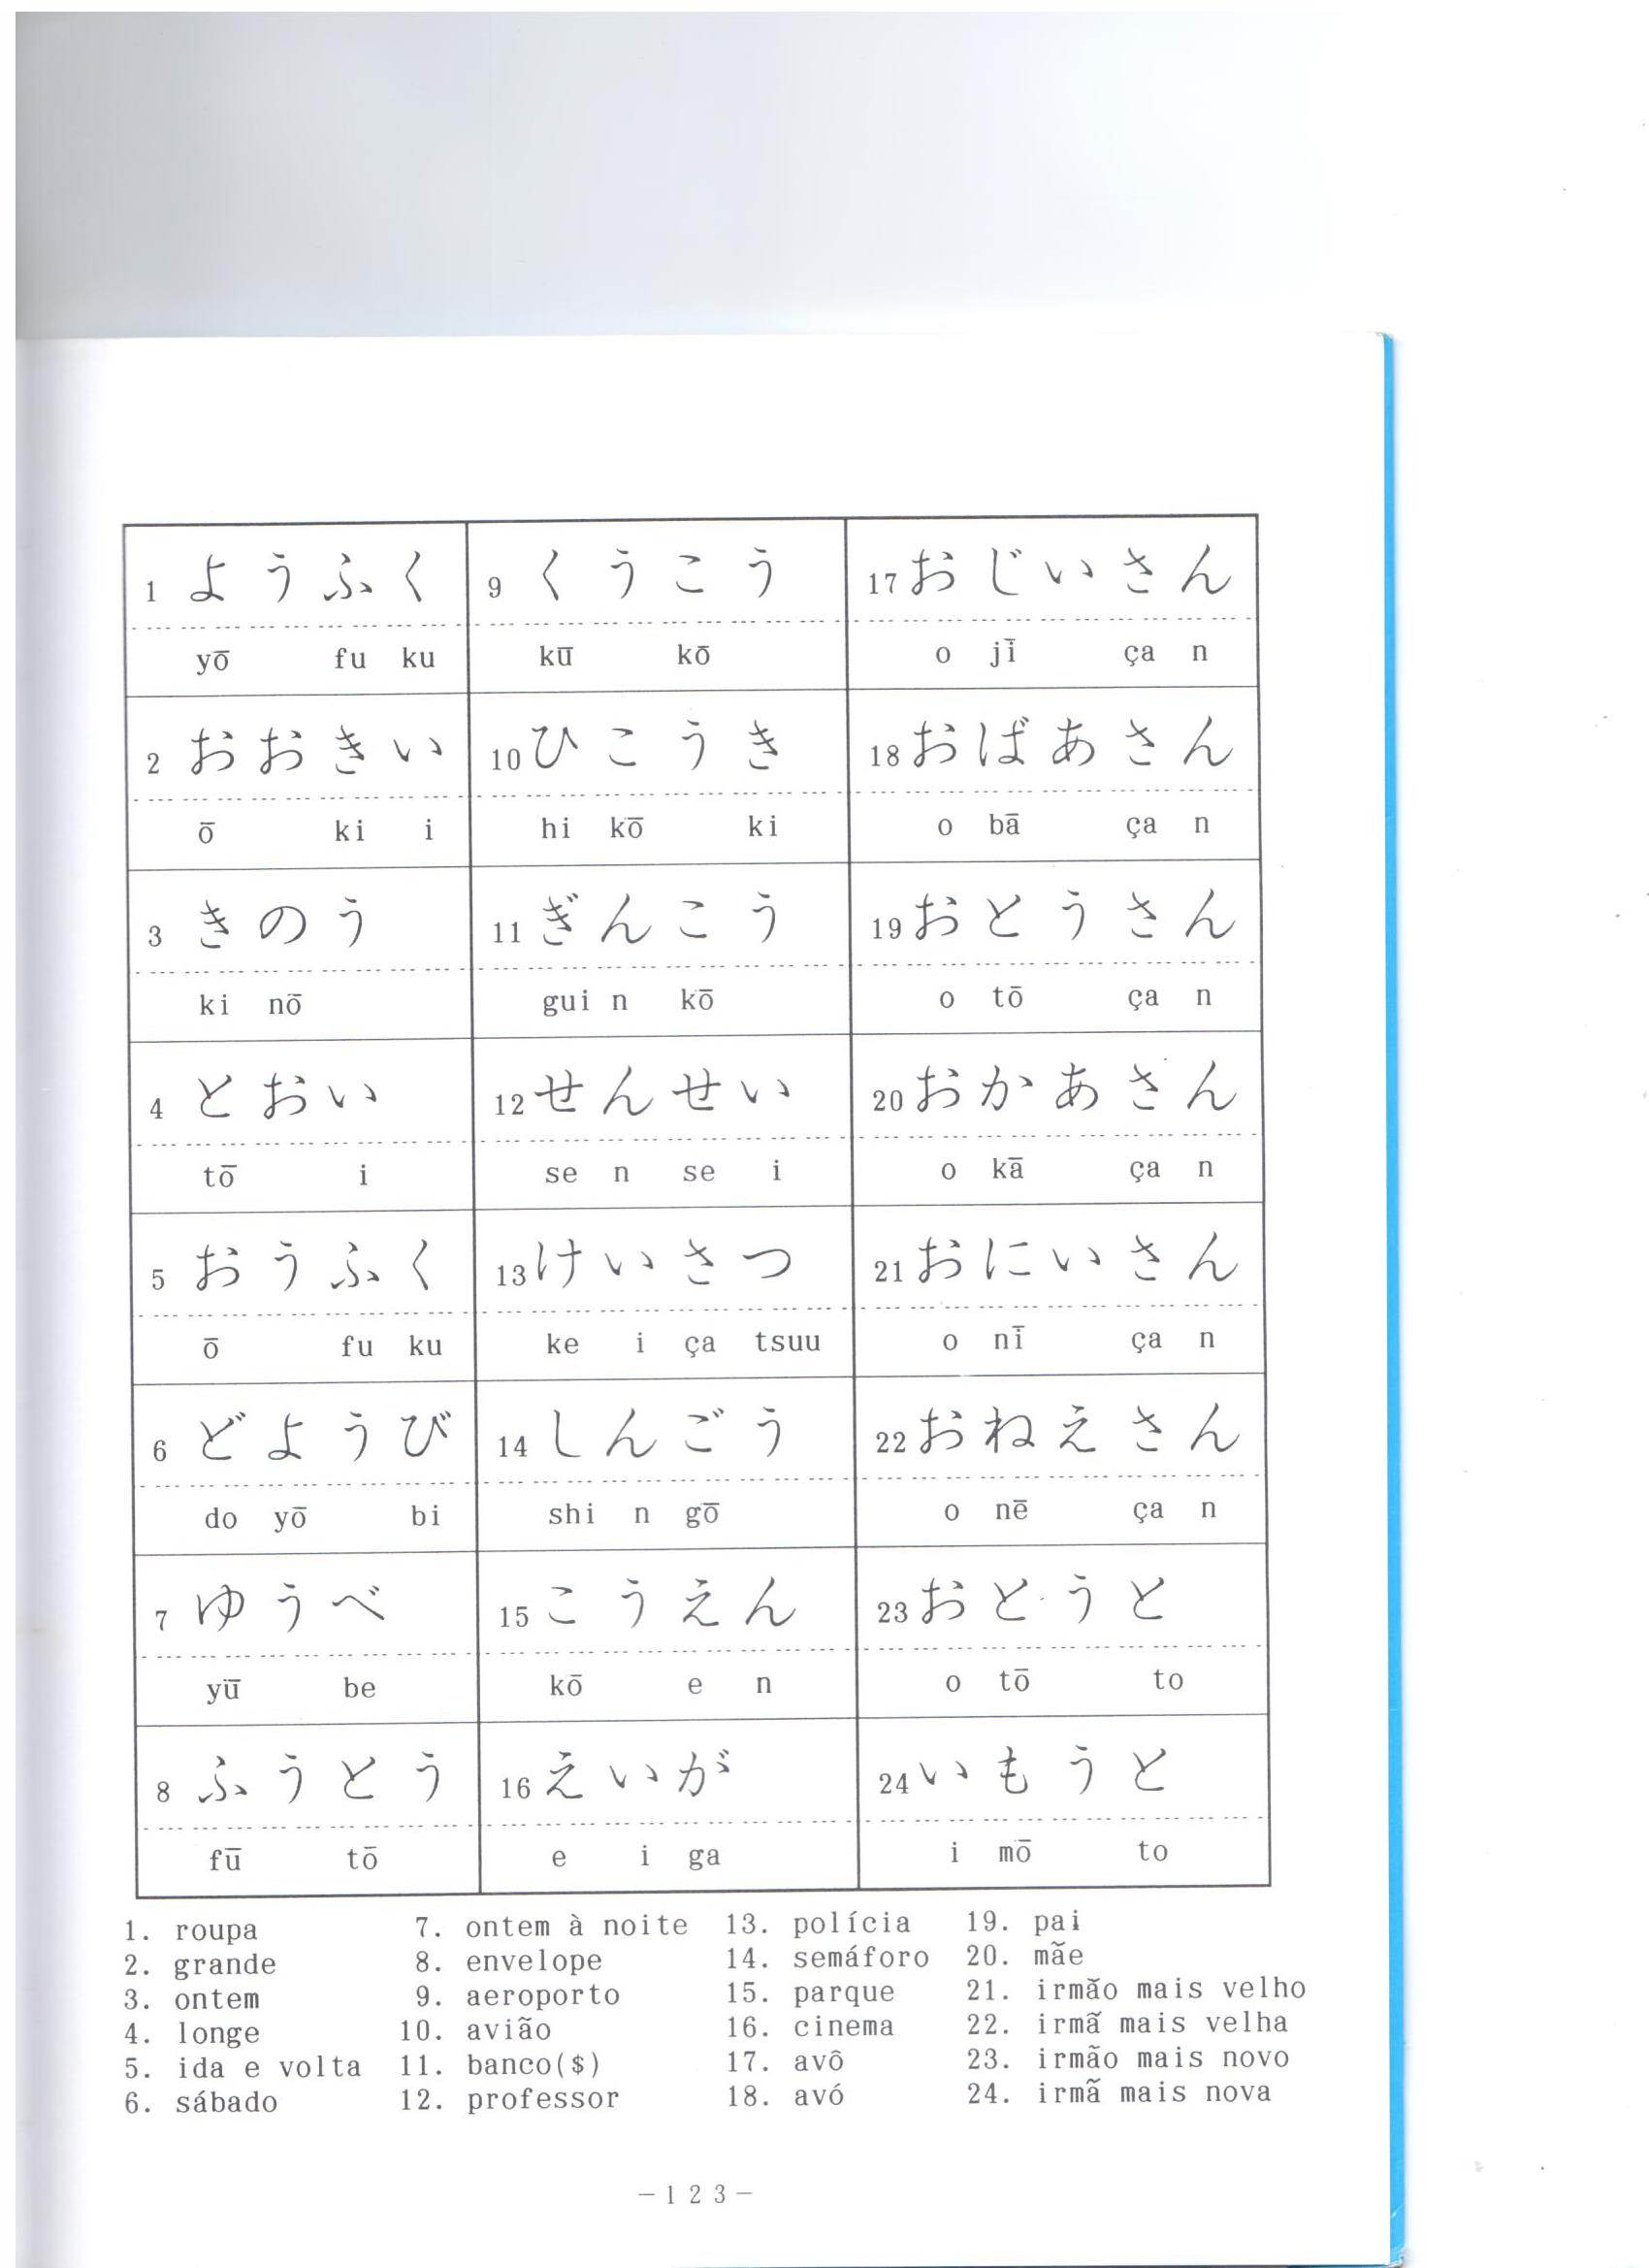 1 ようふく 9 くうこう 17 おじいさん
yō fu ku kū kō o jī ça n
2 おおきい 10 ひこうき 18 おばあさん
ō ki i hi kō ki o bā ça n
3 きのう 11 ぎんこう 19 おとうさん
ki nō gui n kō o tō ça n
4 とおい 12 せんせい 20 おかあさん
tō i se n se i o kā ça n
5 おうふく 13 けいさつ 21 おにいさん
ō fu ku ke i ça tsuu o nī ça n
6 どようび 14 しんごう 22 おねえさん
do yō bi shi n gō o nē ça n
7 ゆうべ 15 こうえん 23 おとうと
yū be kō e n o tō to
8 ふうとう 16 えいが 24 いもうと
fū tō e i ga i mō to
1. roupa 7. ontem à noite 13. polícia 19. pai
2. grande 8. envelope 14. semáforo 20. mãe
3. ontem 9. aeroporto 15. parque 21. irmão mais velho
4. longe 10. avião 16. cinema 22. irmã mais velha
5. ida e volta 11. banco($) 17. avô 23. irmão mais novo
6. sábado 12. professor 18. avó 24. irmã mais nova
－1 2 3－